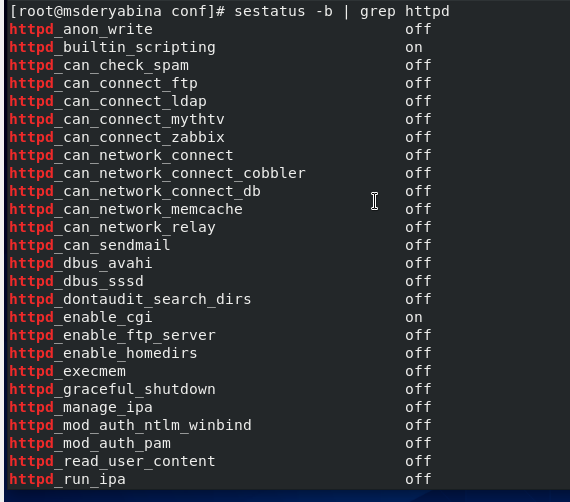 [root@msderyabina conf]# sestatus -b | grep httpd
httpd_anon_write off
httpd_builtin_scripting on
httpd_can_check_spam off
httpd_can_connect_ftp off
httpd_can_connect_ldap off
httpd_can_connect_mythtv off
httpd_can_connect_zabbix off
httpd_can_network_connect off
httpd_can_network_connect_cobbler off
httpd_can_network_connect_db off
httpd_can_network_memcache off
httpd_can_network_relay off
httpd_can_sendmail off
httpd_dbus_avahi off
httpd_dbus_sssd off
httpd_dontaudit_search_dirs off
httpd_enable_cgi on
httpd_enable_ftp_server off
httpd_enable_homedirs off
httpd_execmem off
httpd_graceful_shutdown off
httpd_manage_ipa off
httpd_mod_auth_ntlm_winbind off
httpd_mod_auth_pam off
httpd_read_user_content off
httpd_run_ipa off